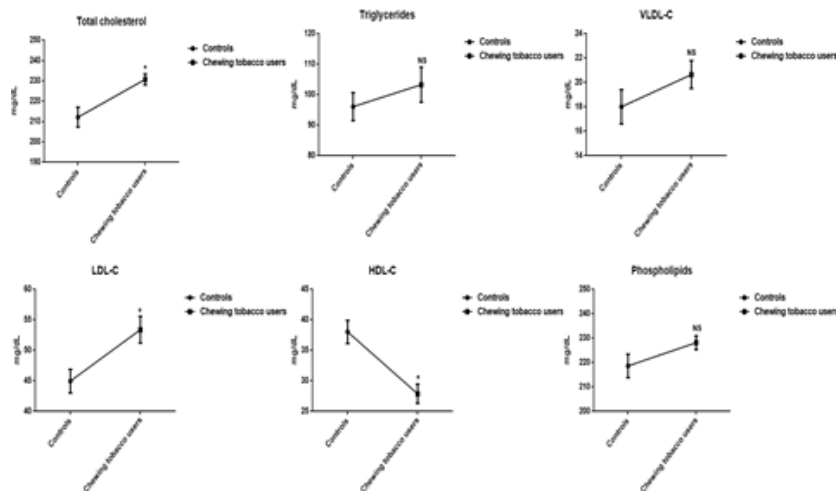 Total cholesterol
250
240
230
220
210
200
190
mg/dL
*
Controls
Chewing tobacco users
Controls
Chewing tobacco users
Triglycerides
120
110
100
90
80
mg/dL
NS
Controls
Chewing tobacco users
Controls
Chewing tobacco users
VLDL-C
24
22
20
18
16
14
mg/dL
NS
Controls
Chewing tobacco users
Controls
Chewing tobacco users
LDL-C
60
55
50
45
40
mg/dL
*
Controls
Chewing tobacco users
Controls
Chewing tobacco users
HDL-C
45
40
35
30
25
mg/dL
*
Controls
Chewing tobacco users
Controls
Chewing tobacco users
Phospholipids
250
240
230
220
210
200
mg/dL
NS
Controls
Chewing tobacco users
Controls
Chewing tobacco users